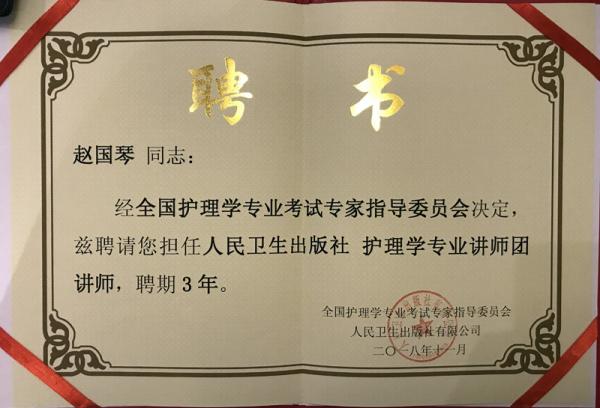 聘 书
赵国琴 同志：
经全国护理学专业考试专家指导委员会决定，
兹聘请您担任人民卫生出版社 护理学专业讲师团
讲师，聘期 3 年。
全国护理学专业考试专家指导委员会
人民卫生出版社有限公司
二〇一八年十一月